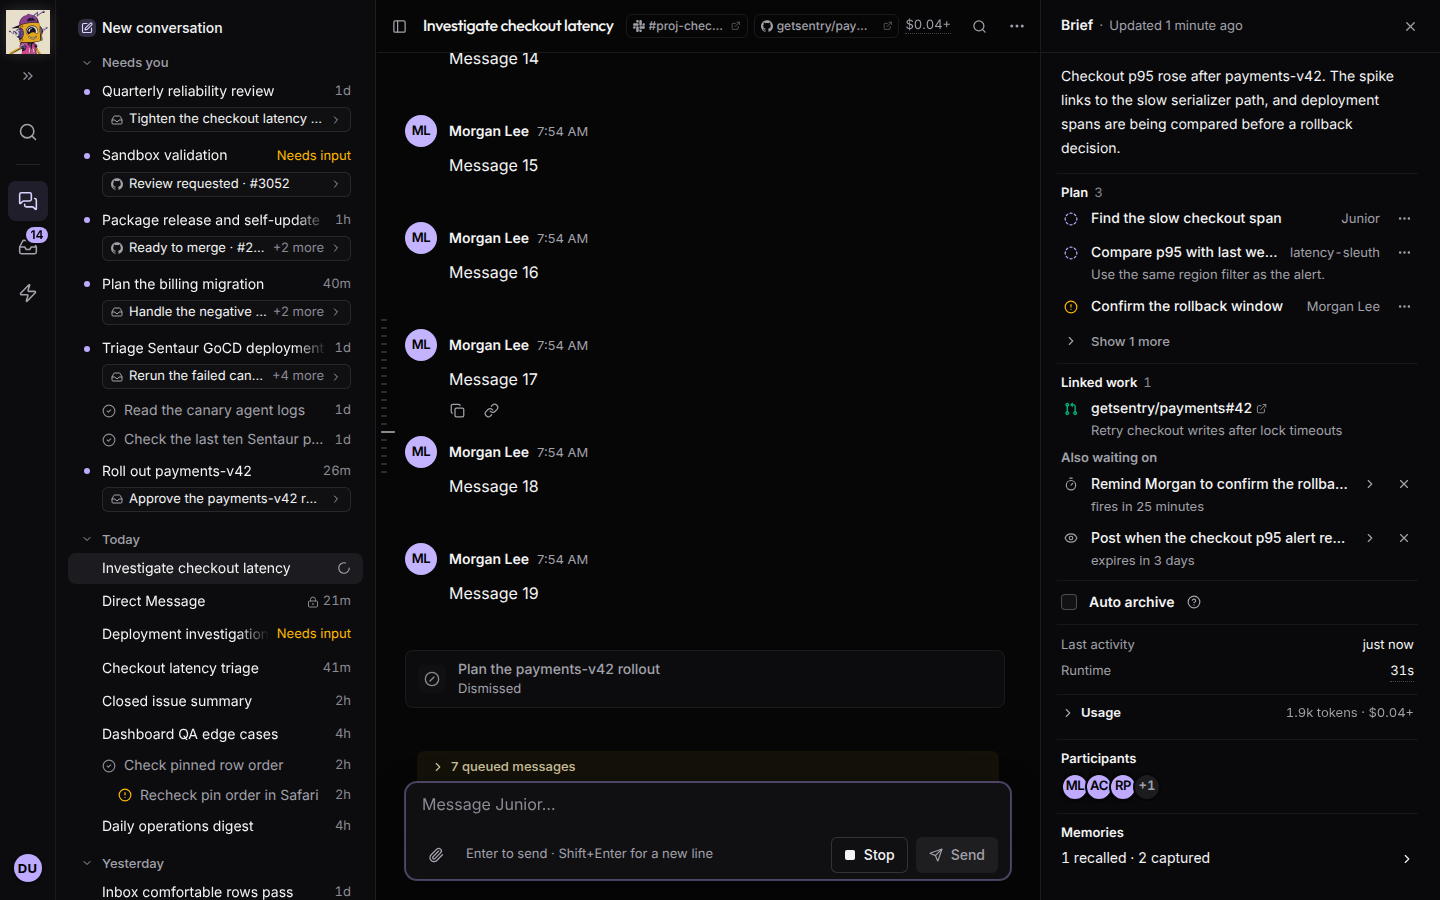 New conversation
Needs you
Quarterly reliability review 1d
Tighten the checkout latency ...
Sandbox validation Needs input
Review requested · #3052
Package release and self-update 1h
Ready to merge · #2... +2 more
Plan the billing migration 40m
Handle the negative ... +2 more
Triage Sentaur GoCD deployment 1d
Rerun the failed can... +4 more
Read the canary agent logs 1d
Check the last ten Sentaur p... 1d
Roll out payments-v42 26m
Approve the payments-v42 r...
Today
Investigate checkout latency
Direct Message 21m
Deployment investigation Needs input
Checkout latency triage 41m
Closed issue summary 2h
Dashboard QA edge cases 4h
Check pinned row order 2h
Recheck pin order in Safari 2h
Daily operations digest 4h
Yesterday
Inbox comfortable rows pass 1d
14
DU
Investigate checkout latency #proj-chec... getsentry/pay... $0.04+
Message 14
ML Morgan Lee 7:54 AM
Message 15
ML Morgan Lee 7:54 AM
Message 16
ML Morgan Lee 7:54 AM
Message 17
ML Morgan Lee 7:54 AM
Message 18
ML Morgan Lee 7:54 AM
Message 19
Plan the payments-v42 rollout
Dismissed
7 queued messages
Message Junior...
Enter to send · Shift+Enter for a new line Stop Send
Brief · Updated 1 minute ago
Checkout p95 rose after payments-v42. The spike
links to the slow serializer path, and deployment
spans are being compared before a rollback
decision.
Plan 3
Find the slow checkout span Junior
Compare p95 with last we... latency-sleuth
Use the same region filter as the alert.
Confirm the rollback window Morgan Lee
Show 1 more
Linked work 1
getsentry/payments#42
Retry checkout writes after lock timeouts
Also waiting on
Remind Morgan to confirm the rollba...
fires in 25 minutes
Post when the checkout p95 alert re...
expires in 3 days
Auto archive
Last activity just now
Runtime 31s
Usage 1.9k tokens · $0.04+
Participants
ML AC RP +1
Memories
1 recalled · 2 captured